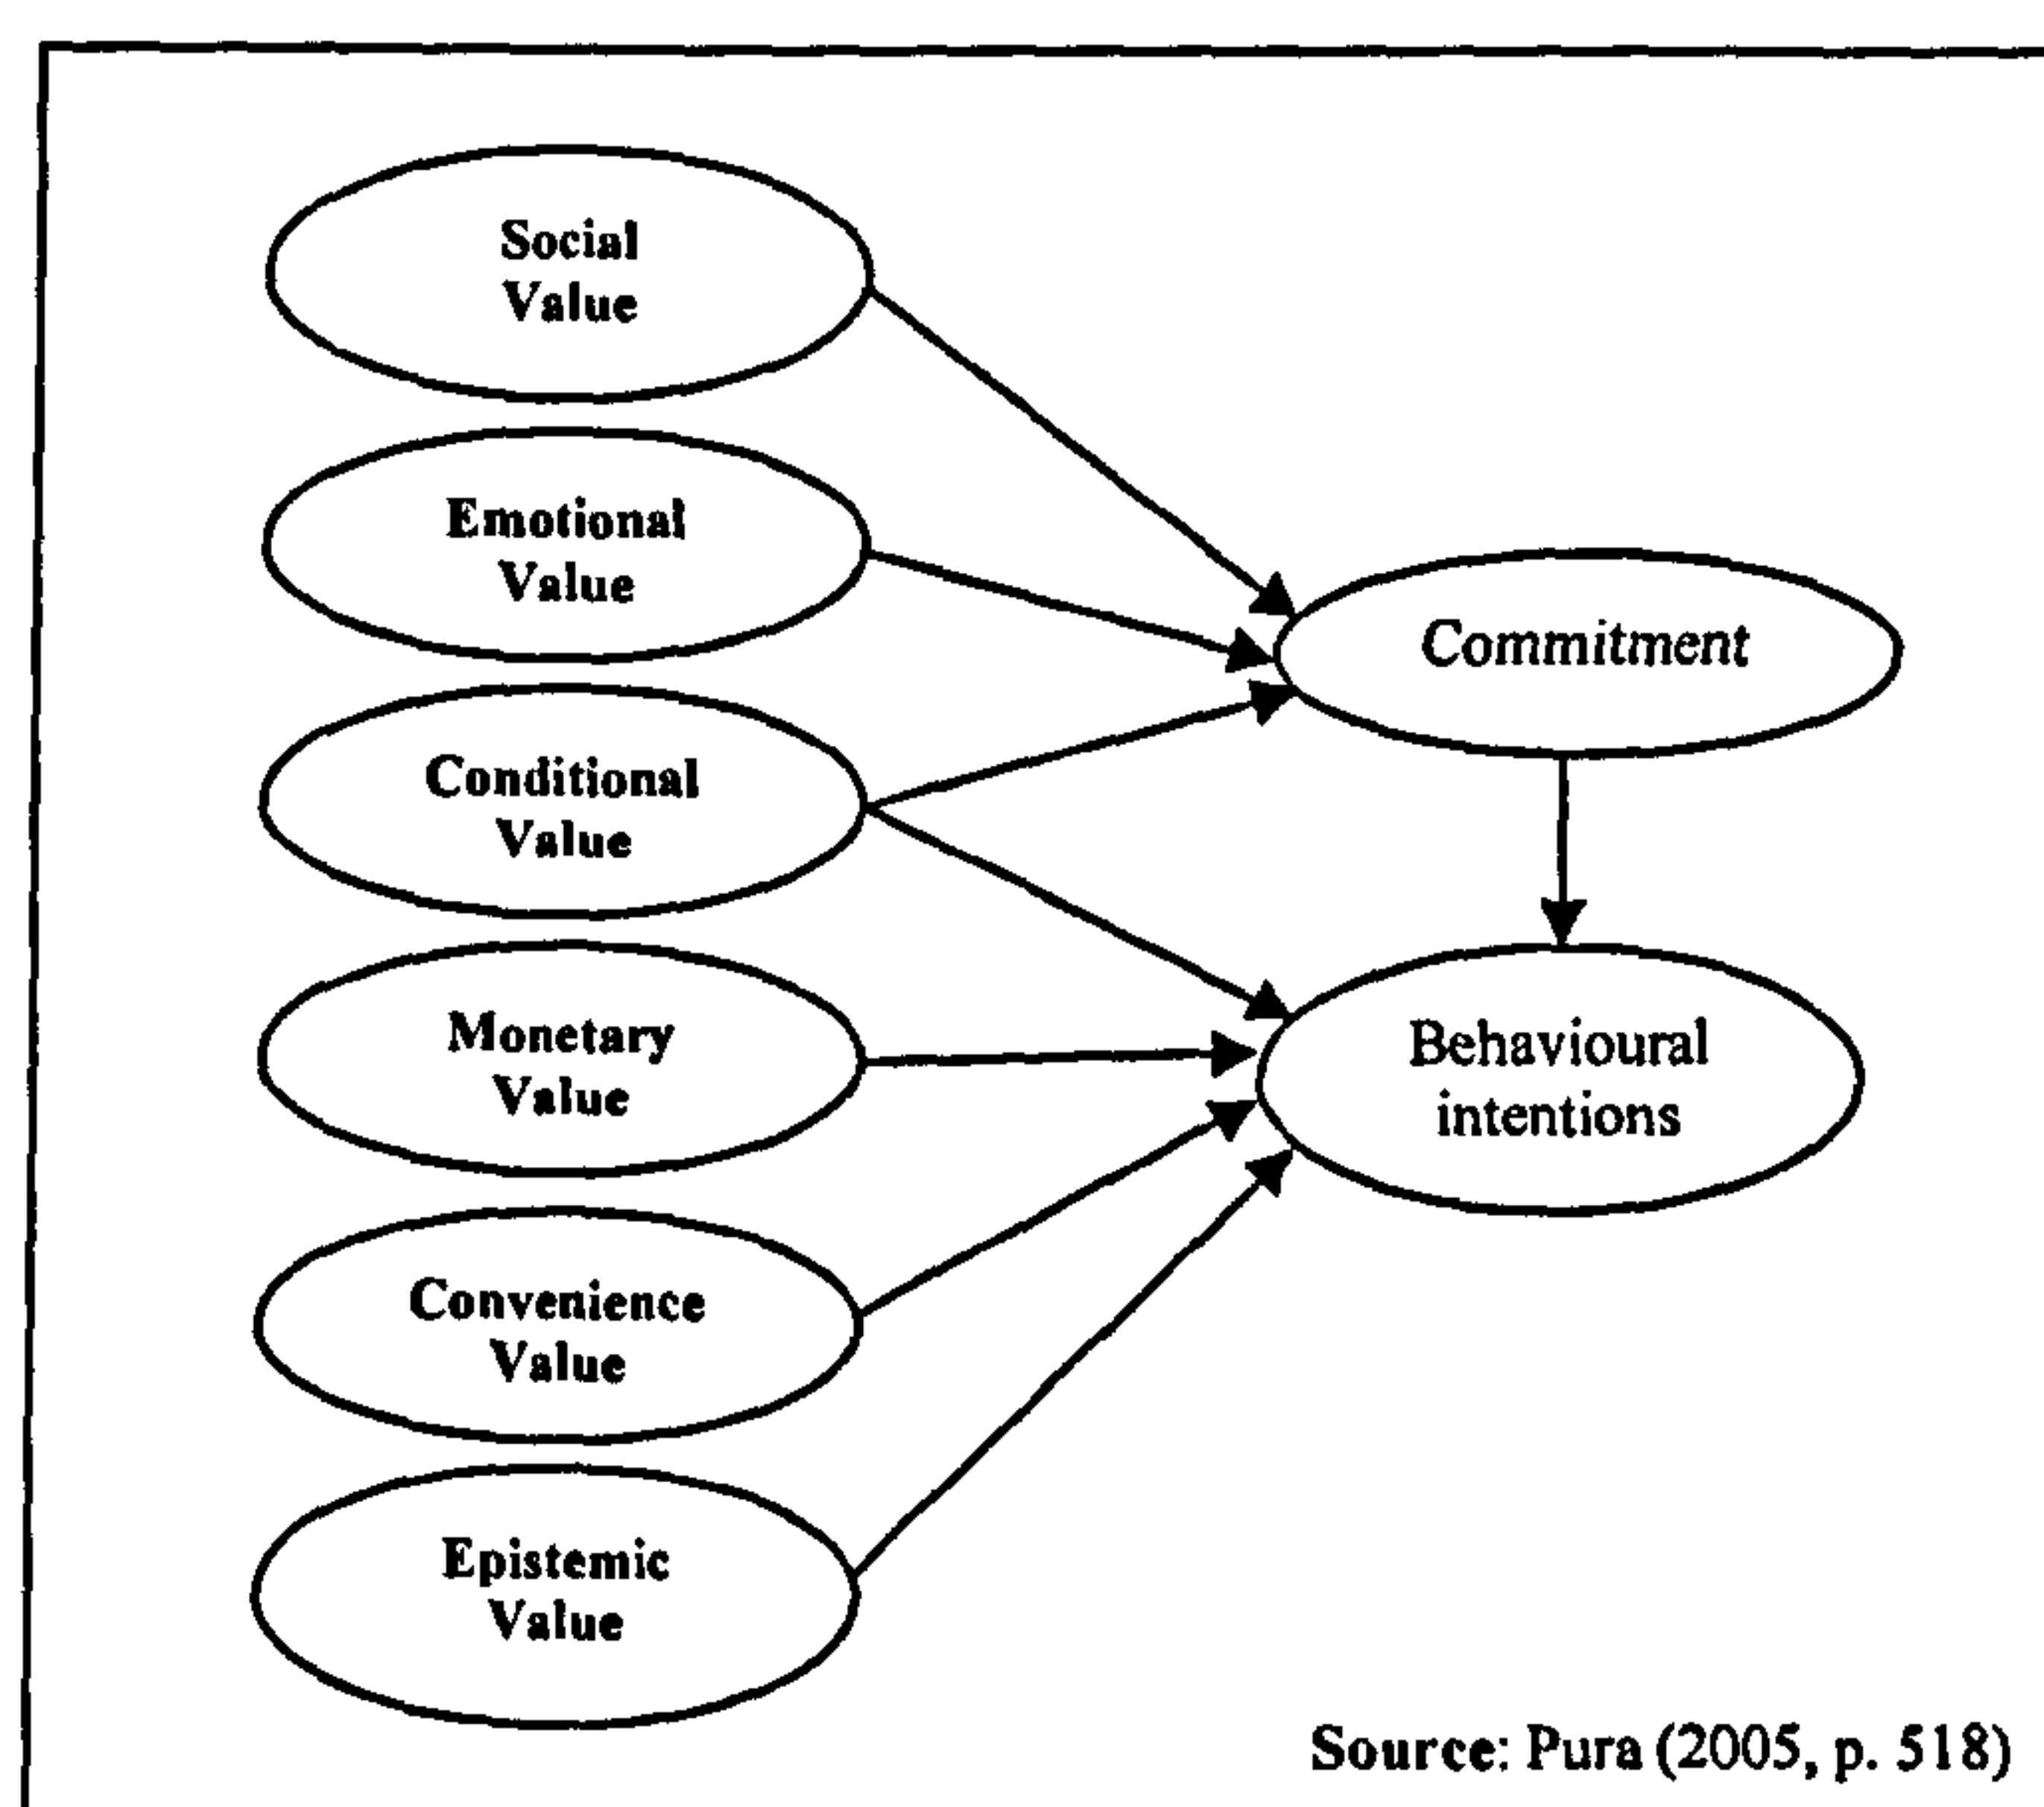 Social
Value
Emotional
Value
Commitment
Conditional
Value
Monetary
Value
Behavioural
intentions
Convenience
Value
Epistemic
Value
Source: Pura (2005, p. 518)